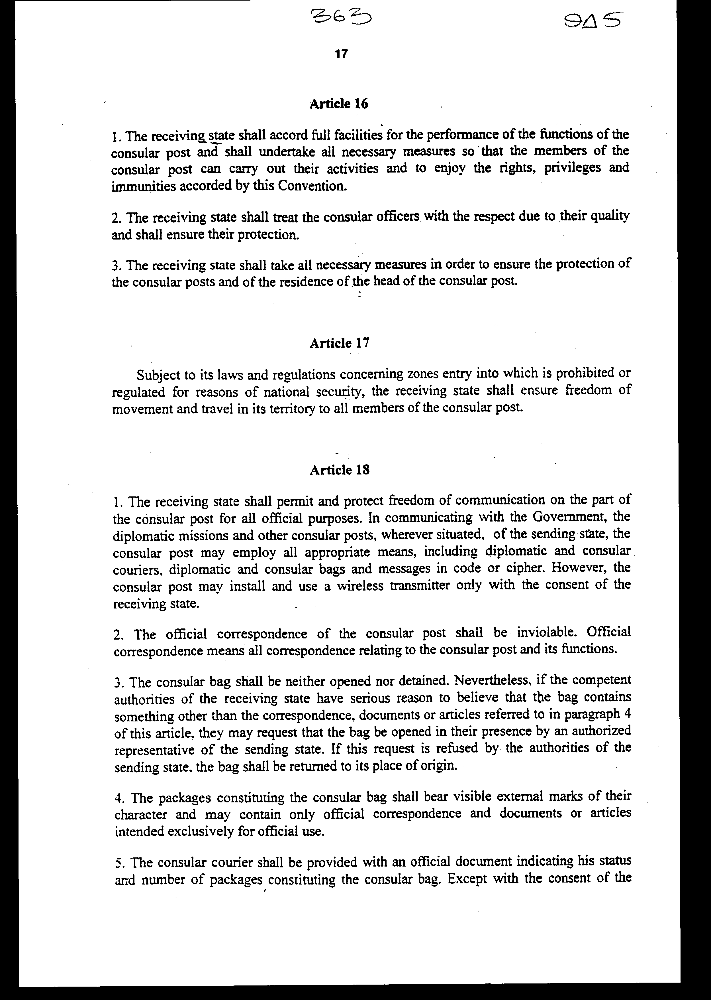 363
17
Article 16
1. The receiving state shall accord full facilities for the performance of the functions of the
consular post and shall undertake all necessary measures so that the members of the
consular post can carry out their activities and to enjoy the rights, privileges and
immunities accorded by this Convention.
2. The receiving state shall treat the consular officers with the respect due to their quality
and shall ensure their protection.
3. The receiving state shall take all necessary measures in order to ensure the protection of
the consular posts and of the residence of the head of the consular post.
Article 17
Subject to its laws and regulations concerning zones entry into which is prohibited or
regulated for reasons of national security, the receiving state shall ensure freedom of
movement and travel in its territory to all members of the consular post.
Article 18
1. The receiving state shall permit and protect freedom of communication on the part of
the consular post for all official purposes. In communicating with the Government, the
diplomatic missions and other consular posts, wherever situated, of the sending state, the
consular post may employ all appropriate means, including diplomatic and consular
couriers, diplomatic and consular bags and messages in code or cipher. However, the
consular post may install and use a wireless transmitter only with the consent of the
receiving state.
2. The official correspondence of the consular post shall be inviolable. Official
correspondence means all correspondence relating to the consular post and its functions.
3. The consular bag shall be neither opened nor detained. Nevertheless, if the competent
authorities of the receiving state have serious reason to believe that the bag contains
something other than the correspondence, documents or articles referred to in paragraph 4
of this article, they may request that the bag be opened in their presence by an authorized
representative of the sending state. If this request is refused by the authorities of the
sending state, the bag shall be returned to its place of origin.
4. The packages constituting the consular bag shall bear visible external marks of their
character and may contain only official correspondence and documents or articles
intended exclusively for official use.
5. The consular courier shall be provided with an official document indicating his status
and number of packages constituting the consular bag. Except with the consent of the